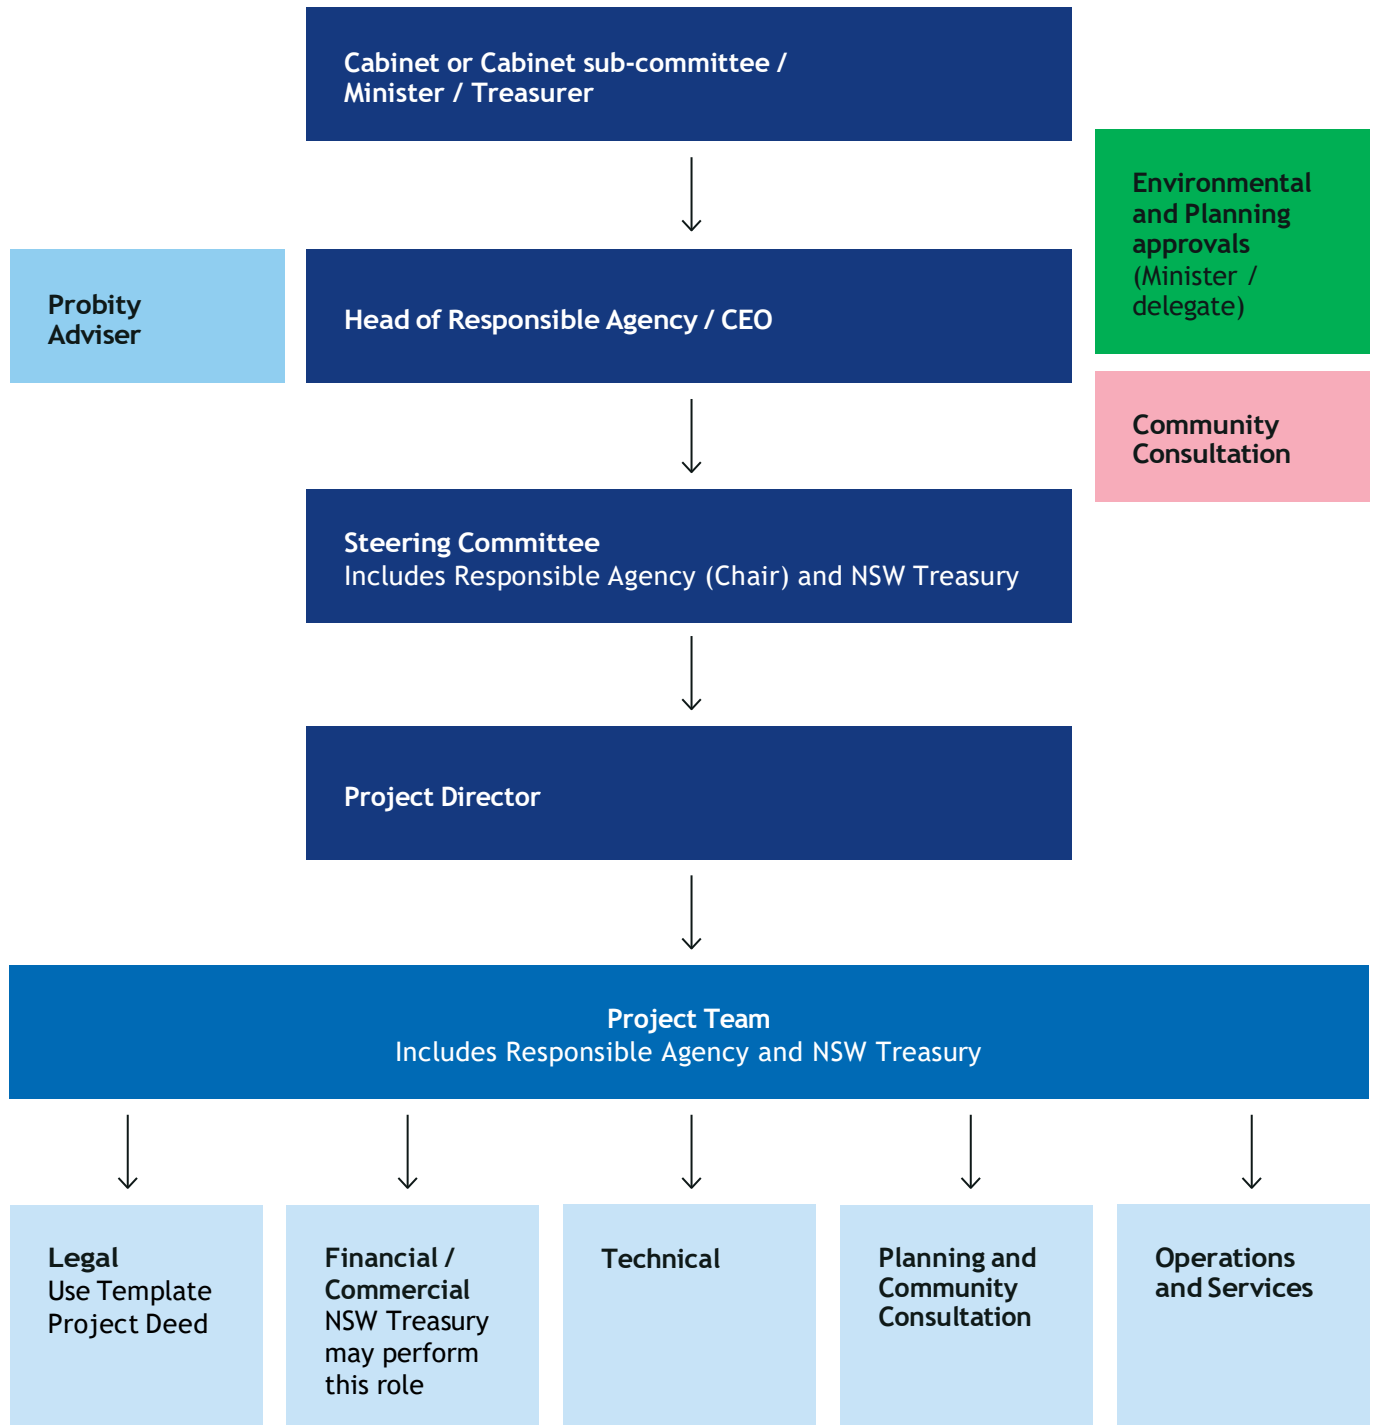 Cabinet or Cabinet sub-committee /
Minister / Treasurer
Environmental
and Planning
approvals
(Minister /
delegate)
Probity
Adviser
Head of Responsible Agency / CEO
Community
Consultation
Steering Committee
Includes Responsible Agency (Chair) and NSW Treasury
Project Director
Project Team
Includes Responsible Agency and NSW Treasury
Legal
Use Template
Project Deed
Financial /
Commercial
NSW Treasury
may perform
this role
Technical
Planning and
Community
Consultation
Operations
and Services